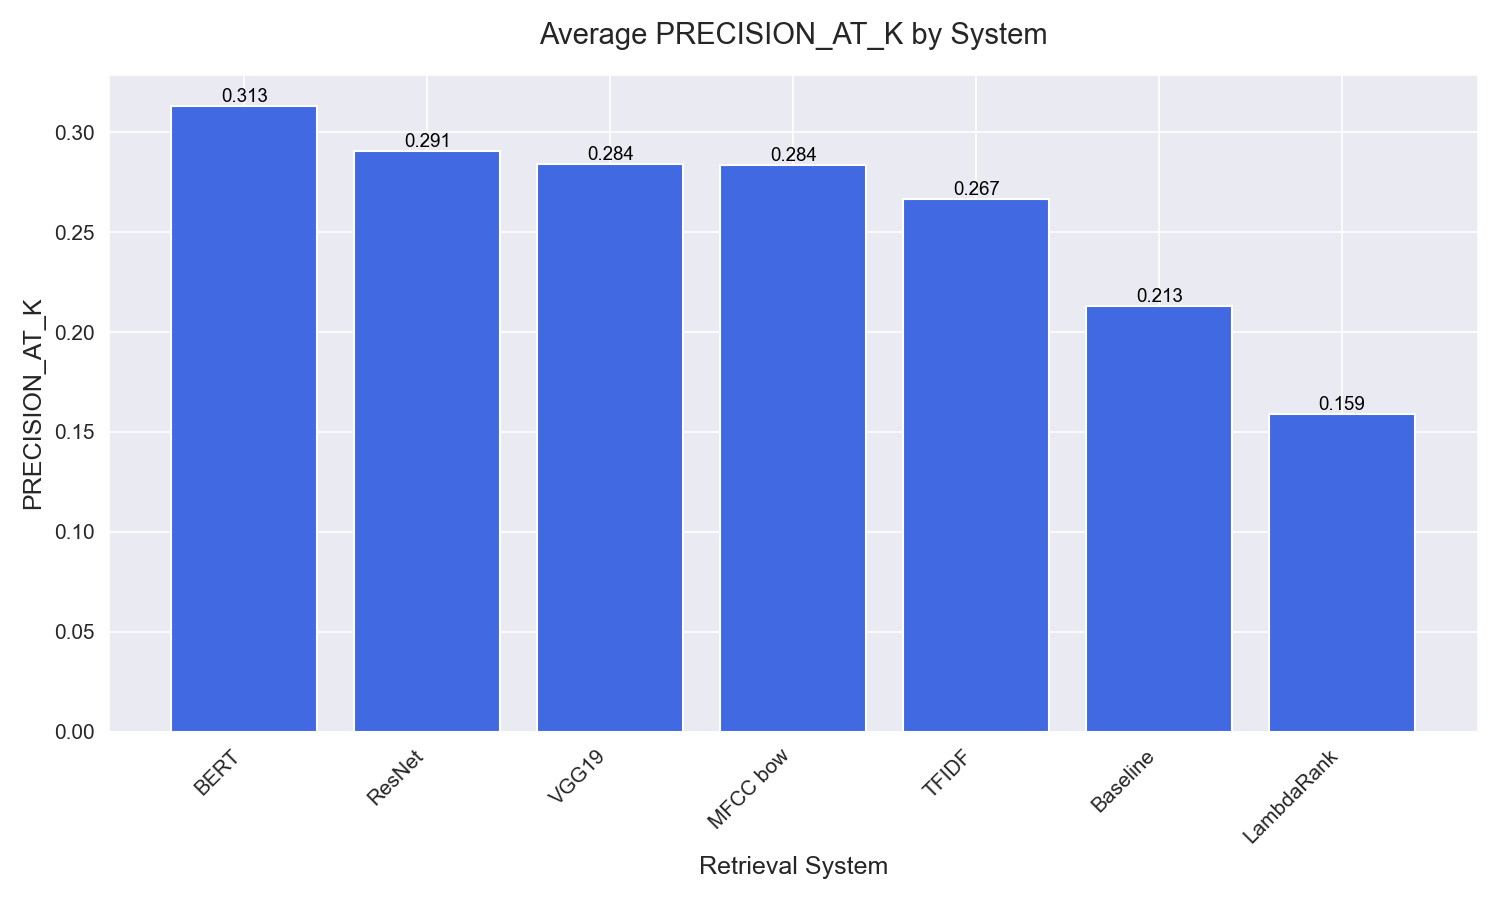 Average PRECISION_AT_K by System
PRECISION_AT_K
0.30
0.25
0.20
0.15
0.10
0.05
0.00
0.313
0.291
0.284
0.284
0.267
0.213
0.159
BERT
ResNet
VGG19
MFCC bow
TFIDF
Baseline
LambdaRank
Retrieval System